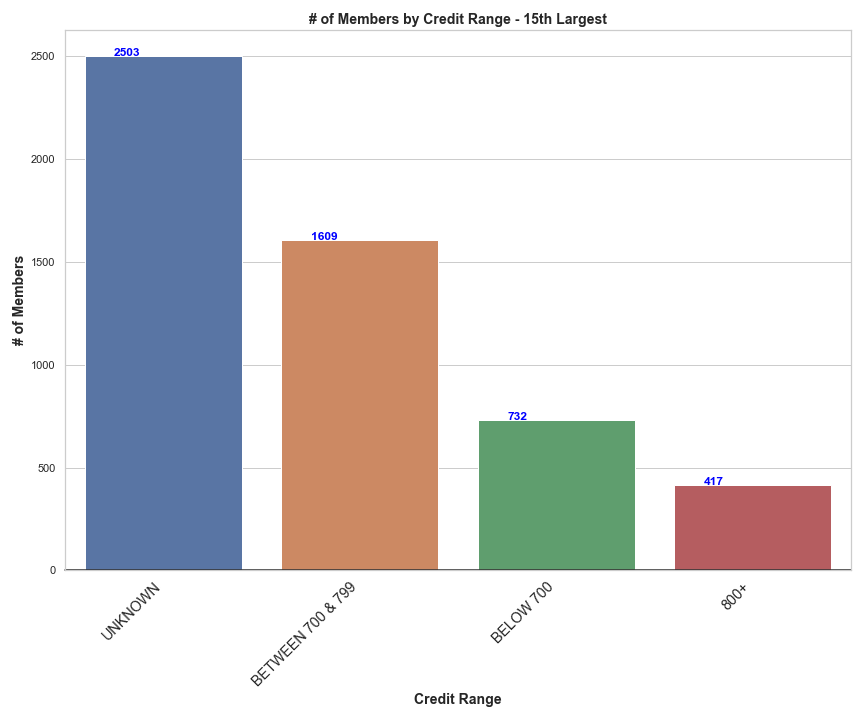 # of Members by Credit Range - 15th Largest
# of Members
2500
2000
1500
1000
500
0
2503
1609
732
417
UNKNOWN
BETWEEN 700 & 799
BELOW 700
800+
Credit Range